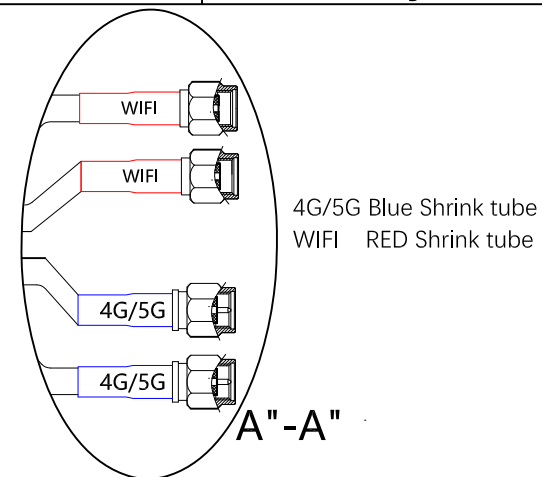 WIFI
WIFI
4G/5G Blue Shrink tube
WIFI RED Shrink tube
4G/5G
4G/5G
A"-A"